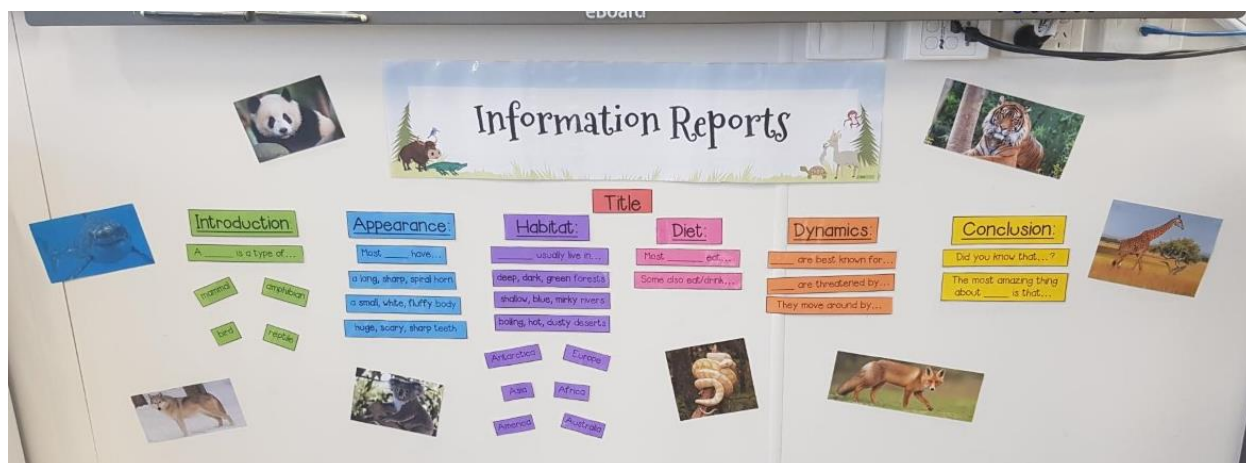 eBoard
Information Reports
Title
Introduction:
A ____ is a type of...
mammal
amphibian
bird
reptile
Appearance:
Most ____ have...
a long, sharp, spiral horn
a small, white, fluffy body
huge, scary, sharp teeth
Habitat:
____ usually live in...
deep, dark, green forests
shallow, blue, mirky rivers
boiling, hot, dusty deserts
Antarctica
Europe
Asia
Africa
America
Australia
Diet:
Most ____ eat...
Some also eat/drink...
Dynamics:
____ are best known for...
____ are threatened by...
They move around by...
Conclusion:
Did you know that...?
The most amazing thing
about ____ is that...